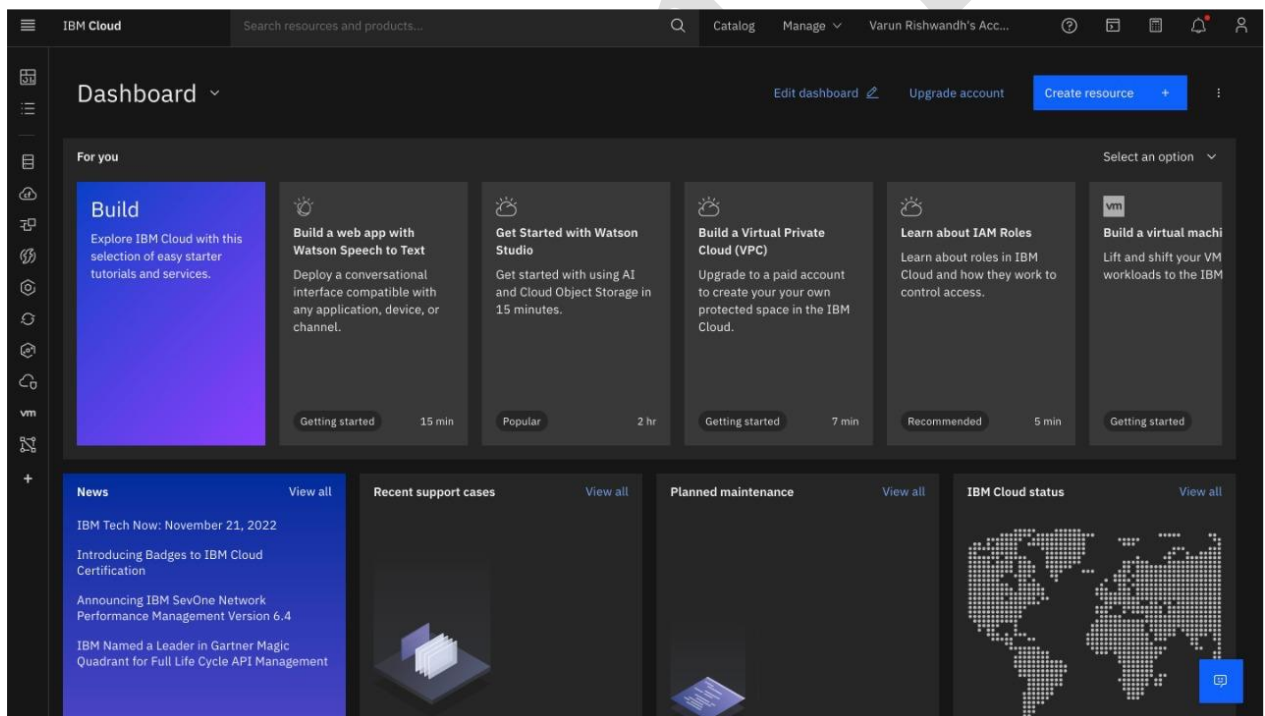 IBM Cloud
Search resources and products...
Catalog
Manage
Varun Rishwandh's Acc...
Dashboard
Edit dashboard
Upgrade account
Create resource +
For you
Select an option
Build
Explore IBM Cloud with this
selection of easy starter
tutorials and services.
Build a web app with
Watson Speech to Text
Deploy a conversational
interface compatible with
any application, device, or
channel.
Getting started
15 min
Get Started with Watson
Studio
Get started with using AI
and Cloud Object Storage in
15 minutes.
Popular
2 hr
Build a Virtual Private
Cloud (VPC)
Upgrade to a paid account
to create your your own
protected space in the IBM
Cloud.
Getting started
7 min
Learn about IAM Roles
Learn about roles in IBM
Cloud and how they work to
control access.
Recommended
5 min
vm
Build a virtual machi
Lift and shift your VM
workloads to the IBM
Getting started
vm
+
News
View all
IBM Tech Now: November 21, 2022
Introducing Badges to IBM Cloud
Certification
Announcing IBM SevOne Network
Performance Management Version 6.4
IBM Named a Leader in Gartner Magic
Quadrant for Full Life Cycle API Management
Recent support cases
View all
Planned maintenance
View all
IBM Cloud status
View all